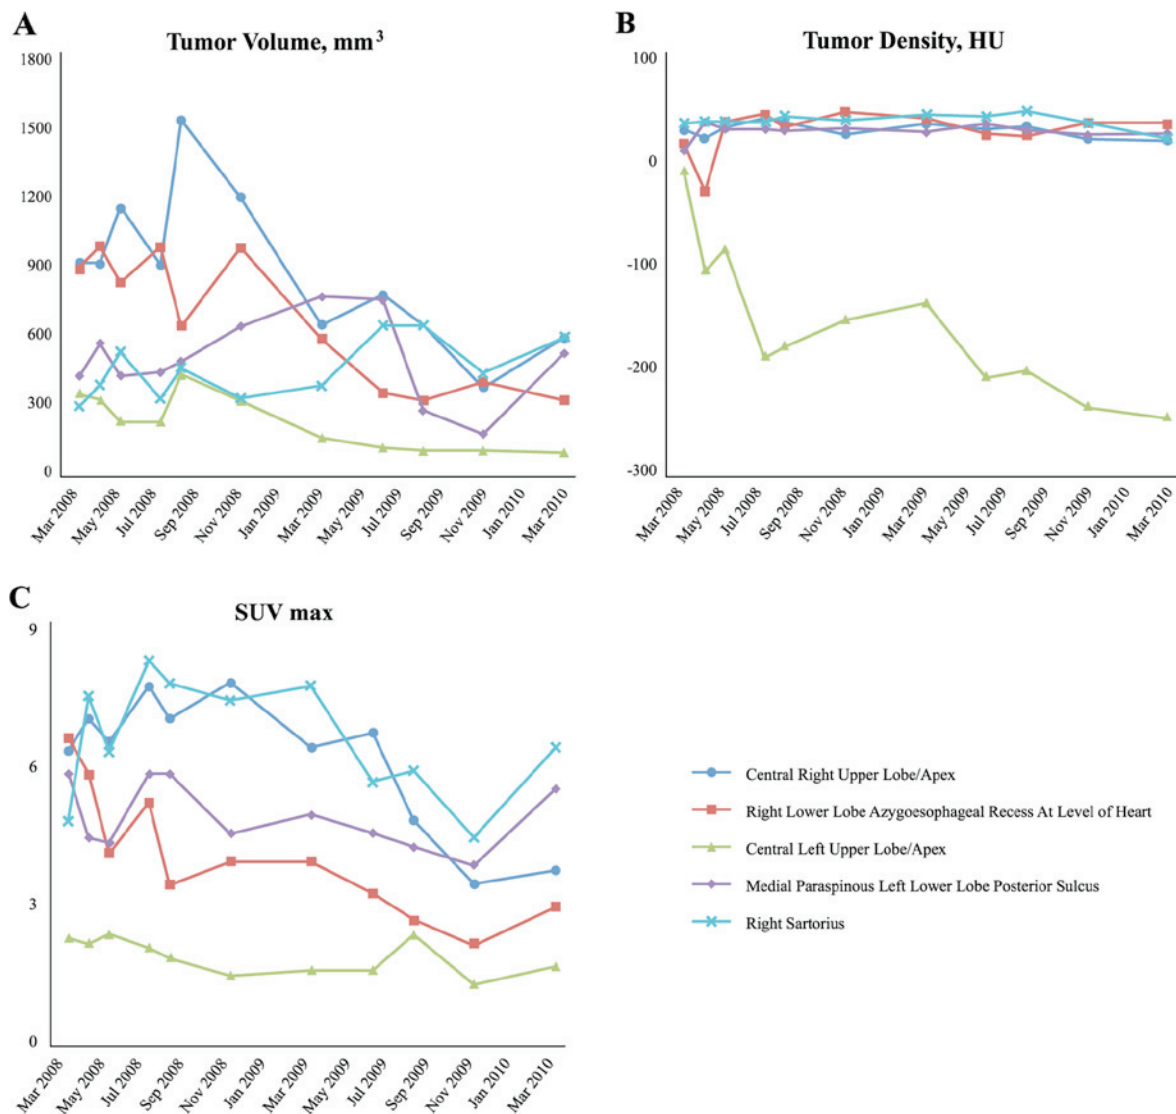 A
Tumor Volume, mm³
1800
1500
1200
900
600
300
0
Mar 2008
May 2008
Jul 2008
Sep 2008
Nov 2008
Jan 2009
Mar 2009
May 2009
Jul 2009
Sep 2009
Nov 2009
Jan 2010
Mar 2010
B
Tumor Density, HU
100
0
-100
-200
-300
Mar 2008
May 2008
Jul 2008
Sep 2008
Nov 2008
Jan 2009
Mar 2009
May 2009
Jul 2009
Sep 2009
Nov 2009
Jan 2010
Mar 2010
C
SUV max
9
6
3
0
Mar 2008
May 2008
Jul 2008
Sep 2008
Nov 2008
Jan 2009
Mar 2009
May 2009
Jul 2009
Sep 2009
Nov 2009
Jan 2010
Mar 2010
Central Right Upper Lobe/Apex
Right Lower Lobe Azygoesophageal Recess At Level of Heart
Central Left Upper Lobe/Apex
Medial Paraspinous Left Lower Lobe Posterior Sulcus
Right Sartorius